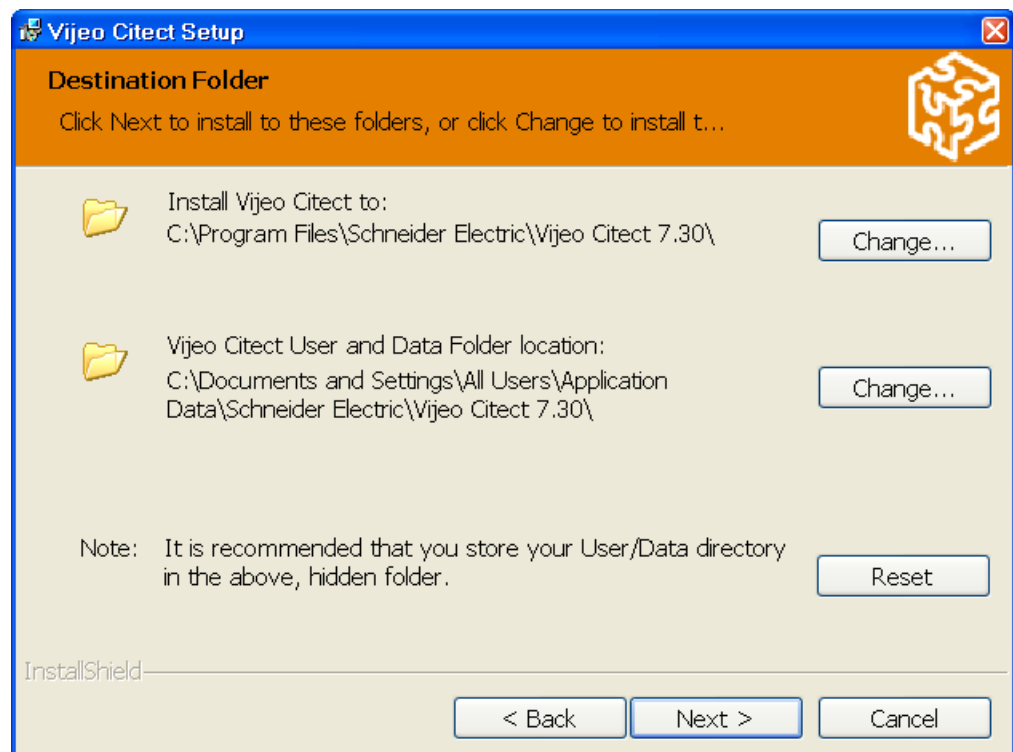 Vijeo Citect Setup
Destination Folder
Click Next to install to these folders, or click Change to install t...
Install Vijeo Citect to:
C:\Program Files\Schneider Electric\Vijeo Citect 7.30\
Change...
Vijeo Citect User and Data Folder location:
C:\Documents and Settings\All Users\Application
Data\Schneider Electric\Vijeo Citect 7.30\
Change...
Note: It is recommended that you store your User/Data directory
in the above, hidden folder.
Reset
InstallShield
< Back Next > Cancel